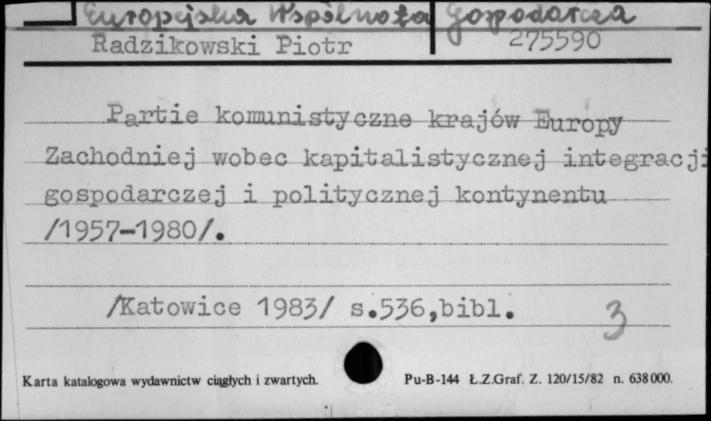 Europejska Wspólnota Gospodarcza
Radzikowski Piotr 275590
Partie komunistyczne krajów Europy
Zachodniej wobec kapitalistycznej integracji
gospodarczej i politycznej kontynentu
/1957-1980/.
/Katowice 1983/ s.536,bibl.
3
Karta katalogowa wydawnictw ciągłych i zwartych. Pu-B-144 Ł.Z.Graf. Z. 120/15/82 n. 638000.